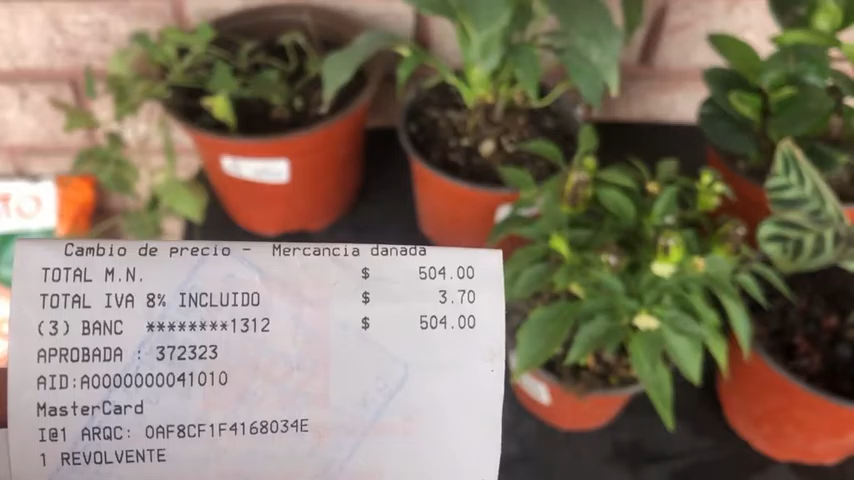 TO
Cambio de precio - Mercancia danada
TOTAL M.N. $ 504.00
TOTAL IVA 8% INCLUIDO $ 3.70
(3) BANC ********1312 $ 504.00
APROBADA : 372323
AID:A0000000041010
MasterCard
I@1 ARQC: 0AF8CF1F4168034E
1 REVOLVENTE